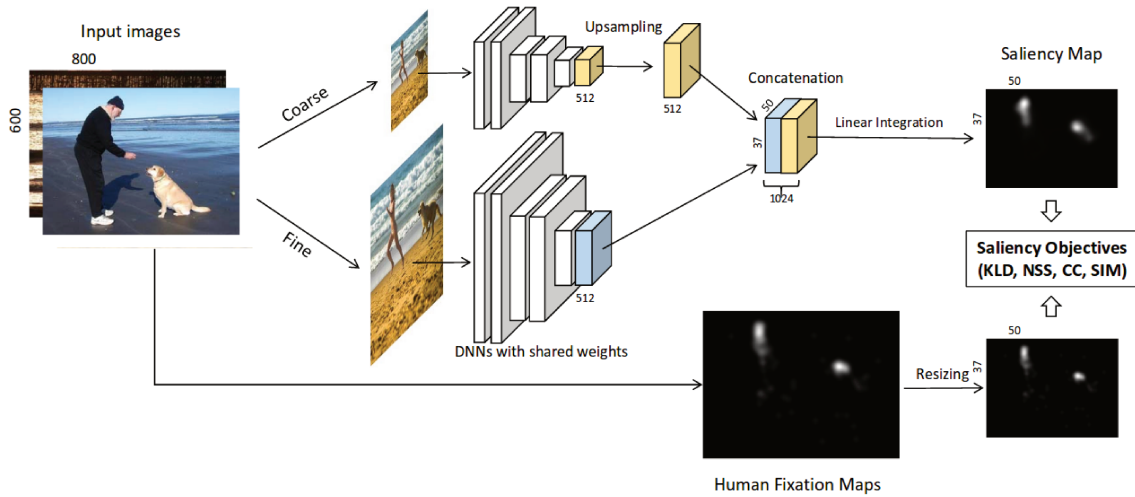 Input images
800
600
Coarse
Fine
Upsampling
512
512
512
DNNs with shared weights
Concatenation
50
37
1024
Linear Integration
Saliency Map
50
37
Saliency Objectives
(KLD, NSS, CC, SIM)
50
37
Resizing
Human Fixation Maps